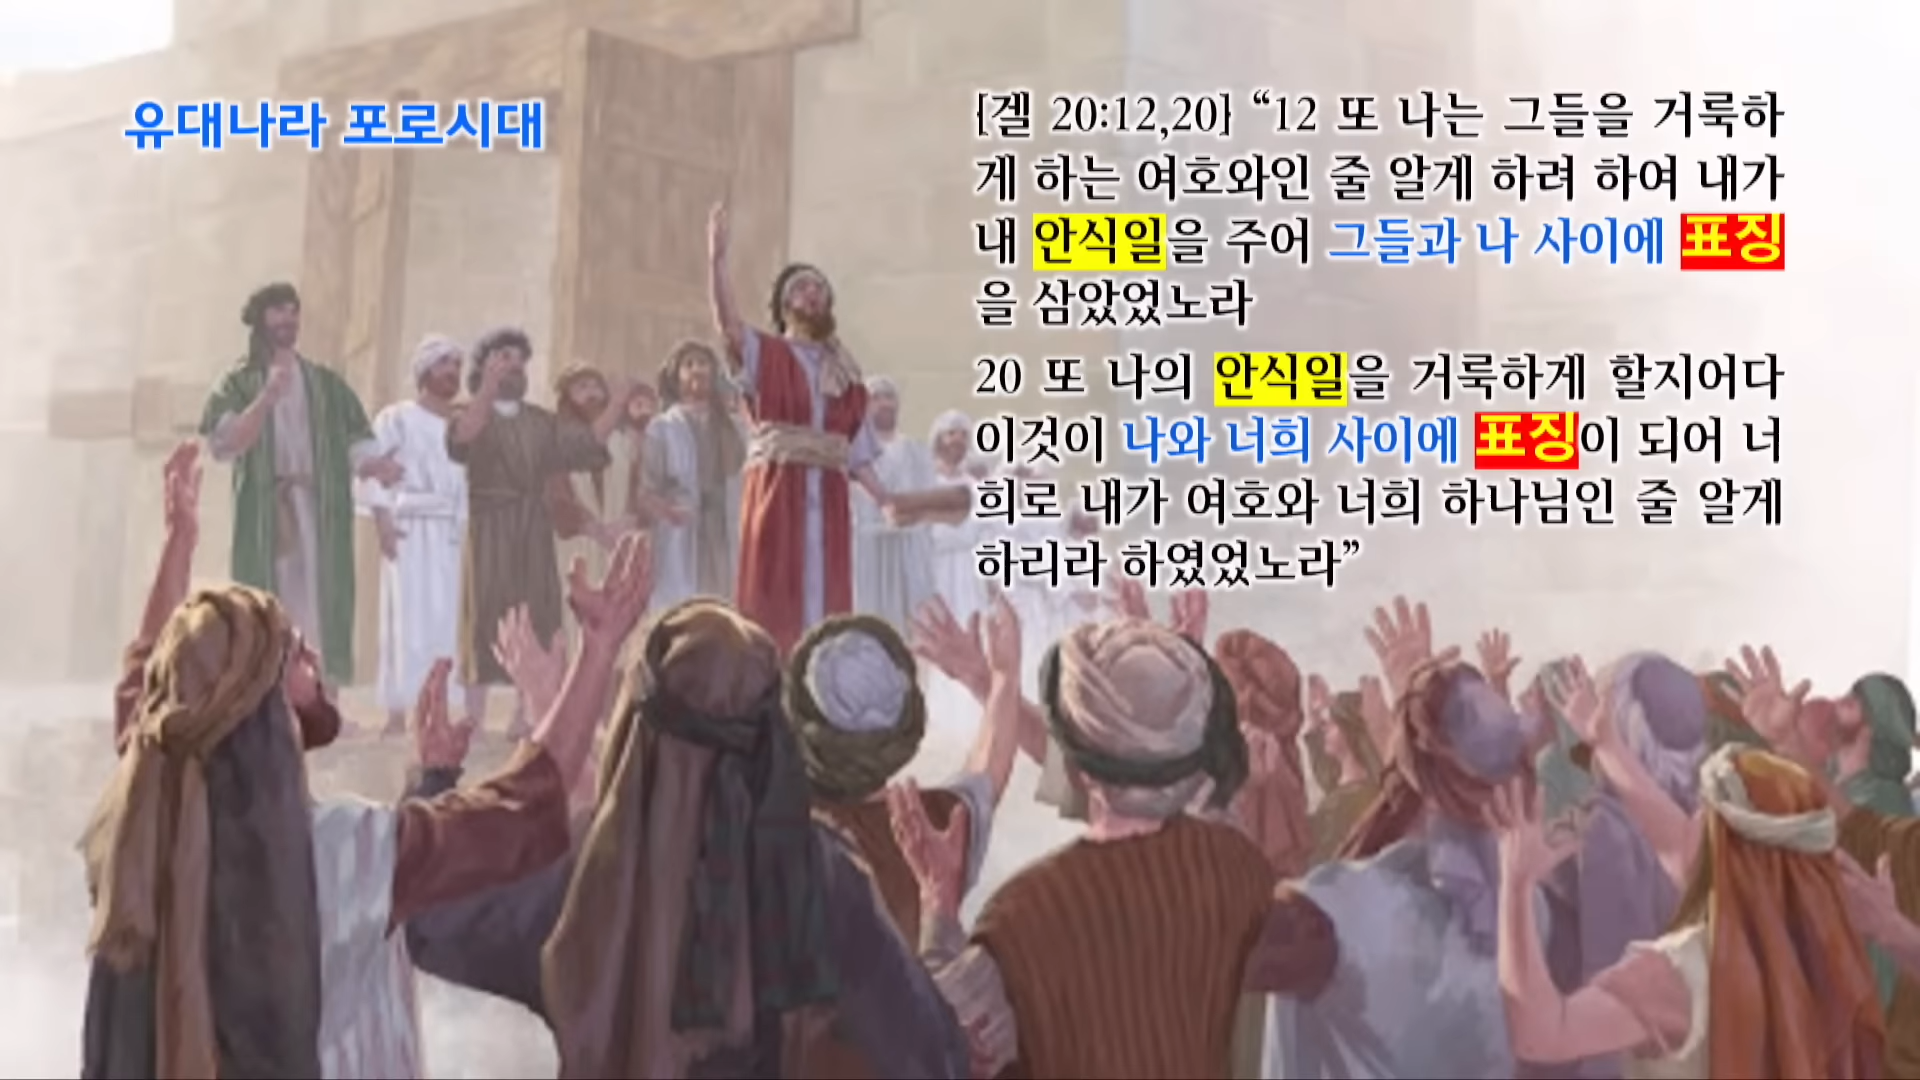 유대나라 포로시대
[겔 20:12,20] “12 또 나는 그들을 거룩하
게 하는 여호와인 줄 알게 하려 하여 내가
내 안식일을 주어 그들과 나 사이에 표징
을 삼았었노라
20 또 나의 안식일을 거룩하게 할지어다
이것이 나와 너희 사이에 표징이 되어 너
희로 내가 여호와 너희 하나님인 줄 알게
하리라 하였었노라”